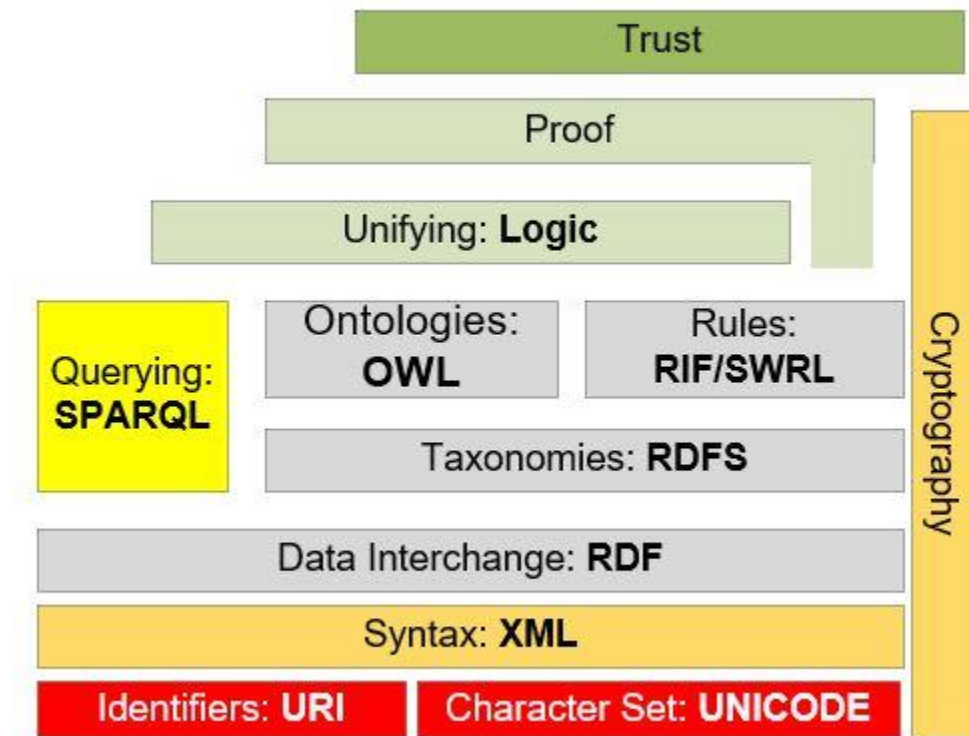 Trust
Proof
Unifying: Logic
Querying:
SPARQL
Ontologies:
OWL
Rules:
RIF/SWRL
Taxonomies: RDFS
Data Interchange: RDF
Syntax: XML
Identifiers: URI
Character Set: UNICODE
Cryptography